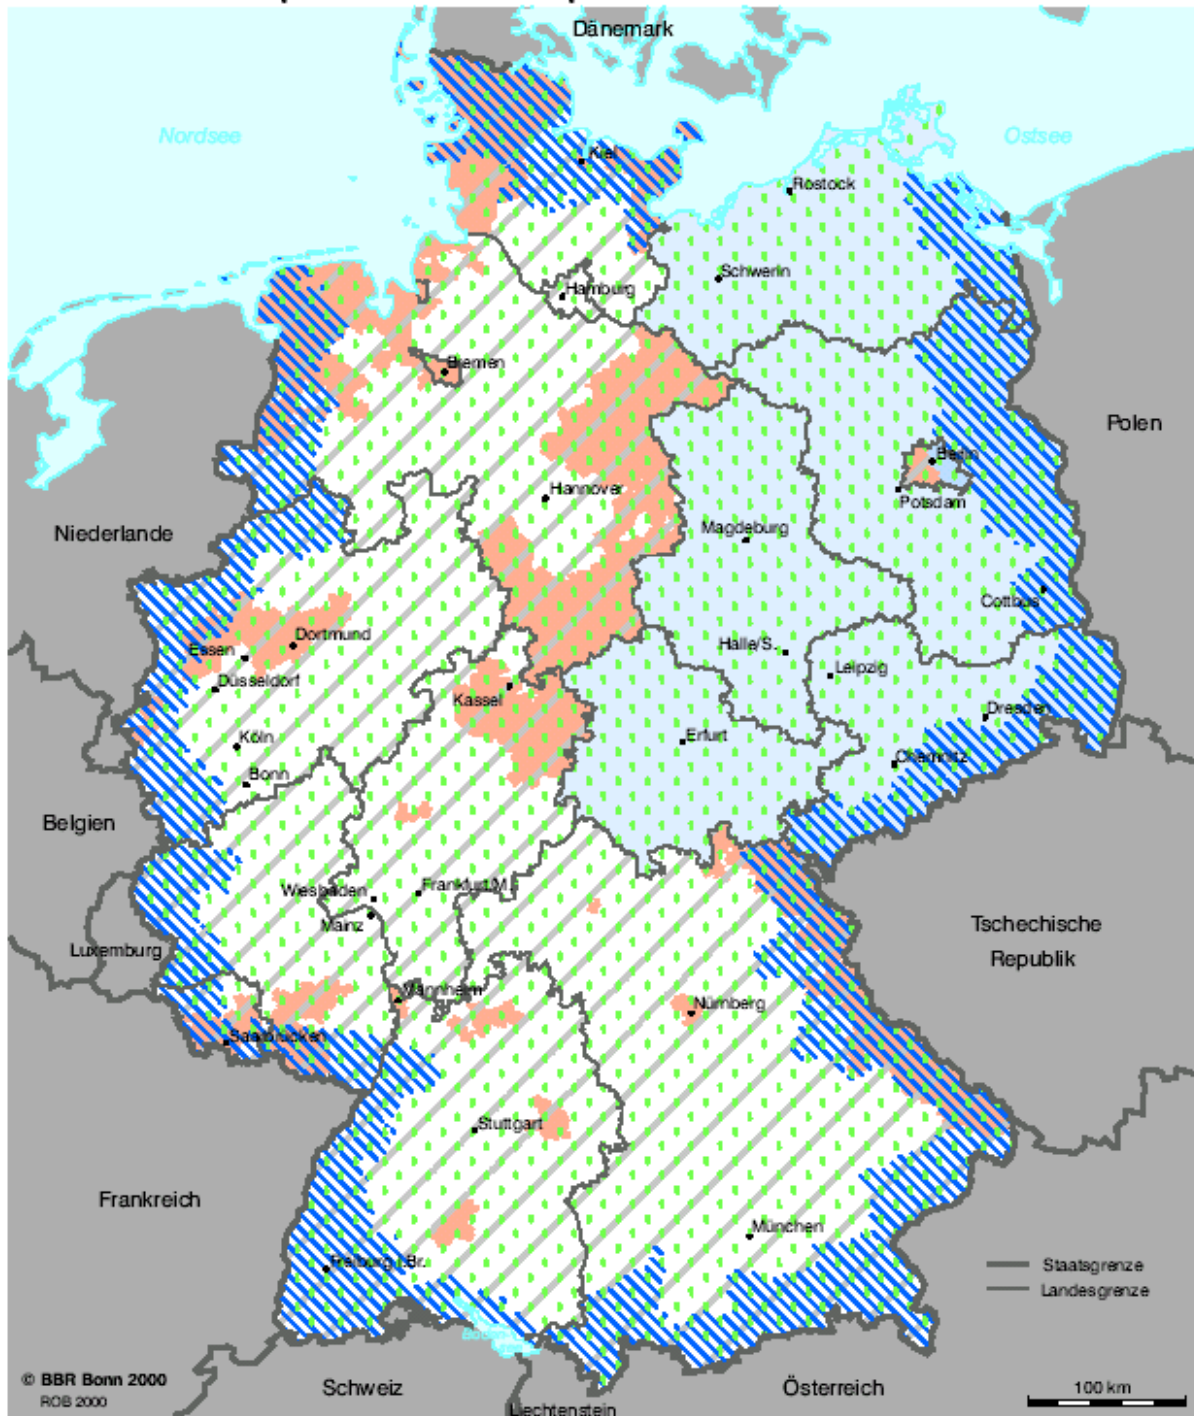 Dänemark
Nordsee
Ostsee
Kiel
Rostock
Schwerin
Hamburg
Bremen
Polen
Berlin
Hannover
Potsdam
Niederlande
Magdeburg
Cottbus
Dortmund
Essen
Halle/S.
Leipzig
Düsseldorf
Kassel
Dresden
Köln
Erfurt
Chemnitz
Bonn
Belgien
Wiesbaden
Frankfurt/M.
Mainz
Tschechische
Republik
Luxemburg
Mannheim
Nürnberg
Saarbrücken
Stuttgart
Frankreich
München
Freiburg i.Br.
Staatsgrenze
Landesgrenze
© BBR Bonn 2000
ROB 2000
Schweiz
Österreich
100 km
Liechtenstein